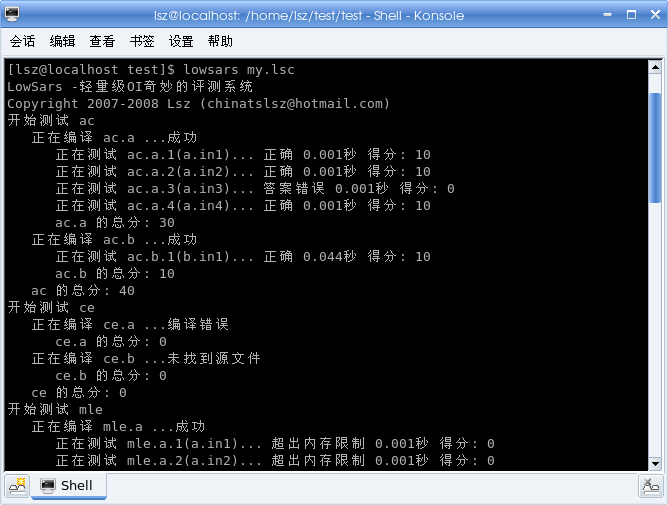 lsz@localhost: /home/lsz/test/test - Shell - Konsole
会话 编辑 查看 书签 设置 帮助
[lsz@localhost test]$ lowsars my.lsc
LowSars -轻量级OI奇妙的评测系统
Copyright 2007-2008 Lsz (chinatslsz@hotmail.com)
开始测试 ac
正在编译 ac.a ...成功
正在测试 ac.a.1(a.in1)... 正确 0.001秒 得分: 10
正在测试 ac.a.2(a.in2)... 正确 0.001秒 得分: 10
正在测试 ac.a.3(a.in3)... 答案错误 0.001秒 得分: 0
正在测试 ac.a.4(a.in4)... 正确 0.001秒 得分: 10
ac.a 的总分: 30
正在编译 ac.b ...成功
正在测试 ac.b.1(b.in1)... 正确 0.044秒 得分: 10
ac.b 的总分: 10
ac 的总分: 40
开始测试 ce
正在编译 ce.a ...编译错误
ce.a 的总分: 0
正在编译 ce.b ...未找到源文件
ce.b 的总分: 0
ce 的总分: 0
开始测试 mle
正在编译 mle.a ...成功
正在测试 mle.a.1(a.in1)... 超出内存限制 0.001秒 得分: 0
正在测试 mle.a.2(a.in2)... 超出内存限制 0.001秒 得分: 0
Shell